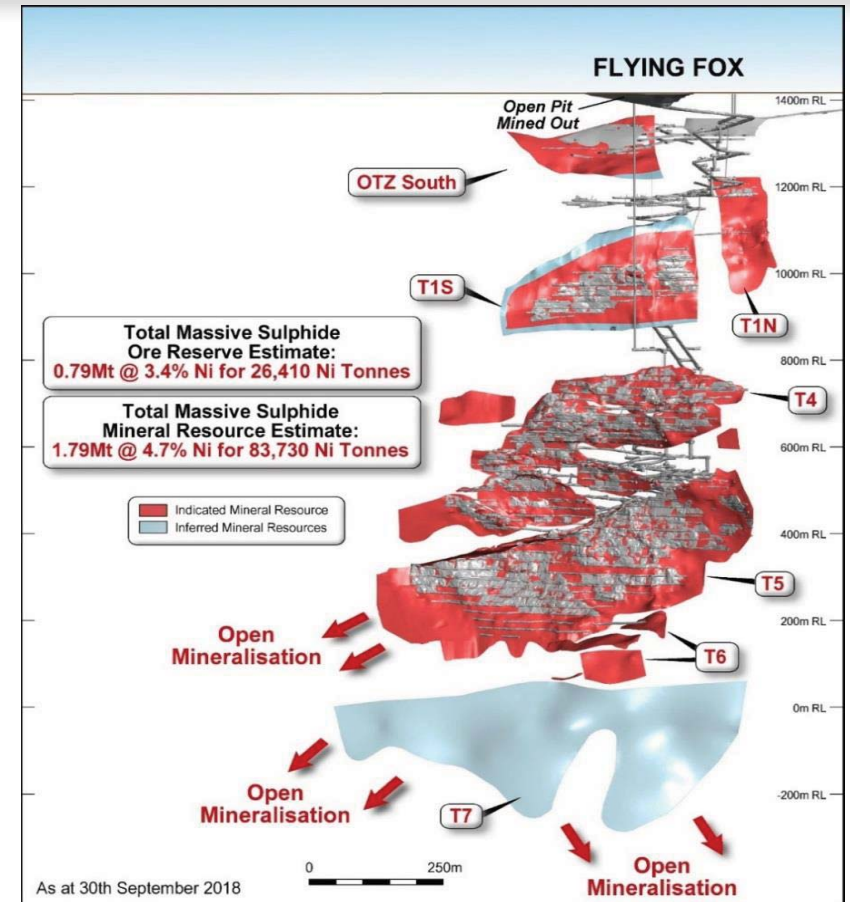 FLYING FOX
Open Pit
Mined Out
1400m RL
OTZ South
1200m RL
1000m RL
T1S
T1N
Total Massive Sulphide
Ore Reserve Estimate:
0.79Mt @ 3.4% Ni for 26,410 Ni Tonnes
800m RL
T4
Total Massive Sulphide
Mineral Resource Estimate:
1.79Mt @ 4.7% Ni for 83,730 Ni Tonnes
600m RL
Indicated Mineral Resource
Inferred Mineral Resources
400m RL
T5
200m RL
Open
Mineralisation
T6
0m RL
Open
Mineralisation
-200m RL
T7
Open
Mineralisation
0 250m
As at 30th September 2018